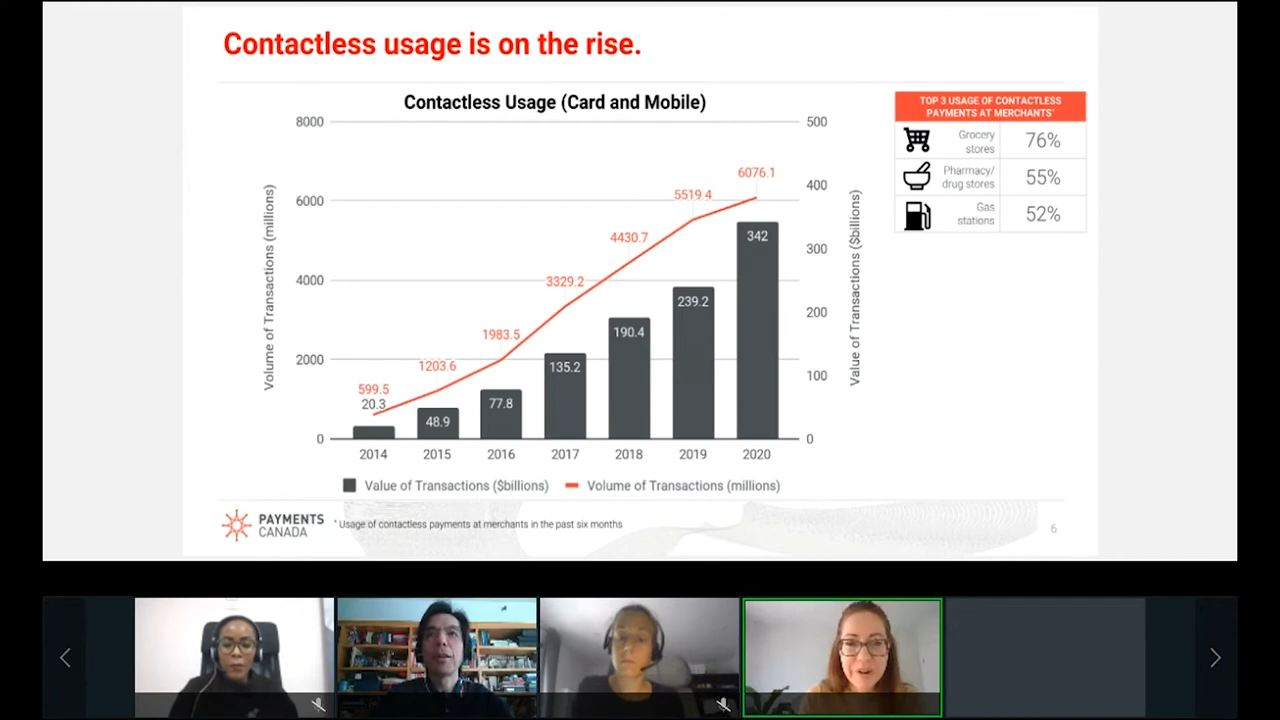 Contactless usage is on the rise.
Contactless Usage (Card and Mobile)
8000
6000
4000
2000
0
Volume of Transactions (millions)
500
400
300
200
100
0
Value of Transactions ($billions)
599.5
1203.6
1983.5
3329.2
4430.7
5519.4
6076.1
20.3
48.9
77.8
135.2
190.4
239.2
342
2014 2015 2016 2017 2018 2019 2020
Value of Transactions ($billions) Volume of Transactions (millions)
TOP 3 USAGE OF CONTACTLESS
PAYMENTS AT MERCHANTS*
Grocery
stores
76%
Pharmacy/
drug stores
55%
Gas
stations
52%
PAYMENTS
CANADA
* Usage of contactless payments at merchants in the past six months
6